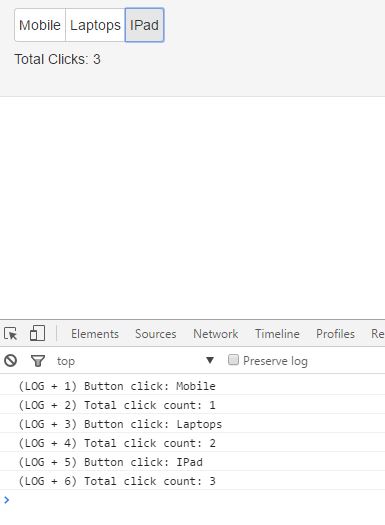 Mobile Laptops IPad
Total Clicks: 3
Elements Sources Network Timeline Profiles Re
top Preserve log
(LOG + 1) Button click: Mobile
(LOG + 2) Total click count: 1
(LOG + 3) Button click: Laptops
(LOG + 4) Total click count: 2
(LOG + 5) Button click: IPad
(LOG + 6) Total click count: 3